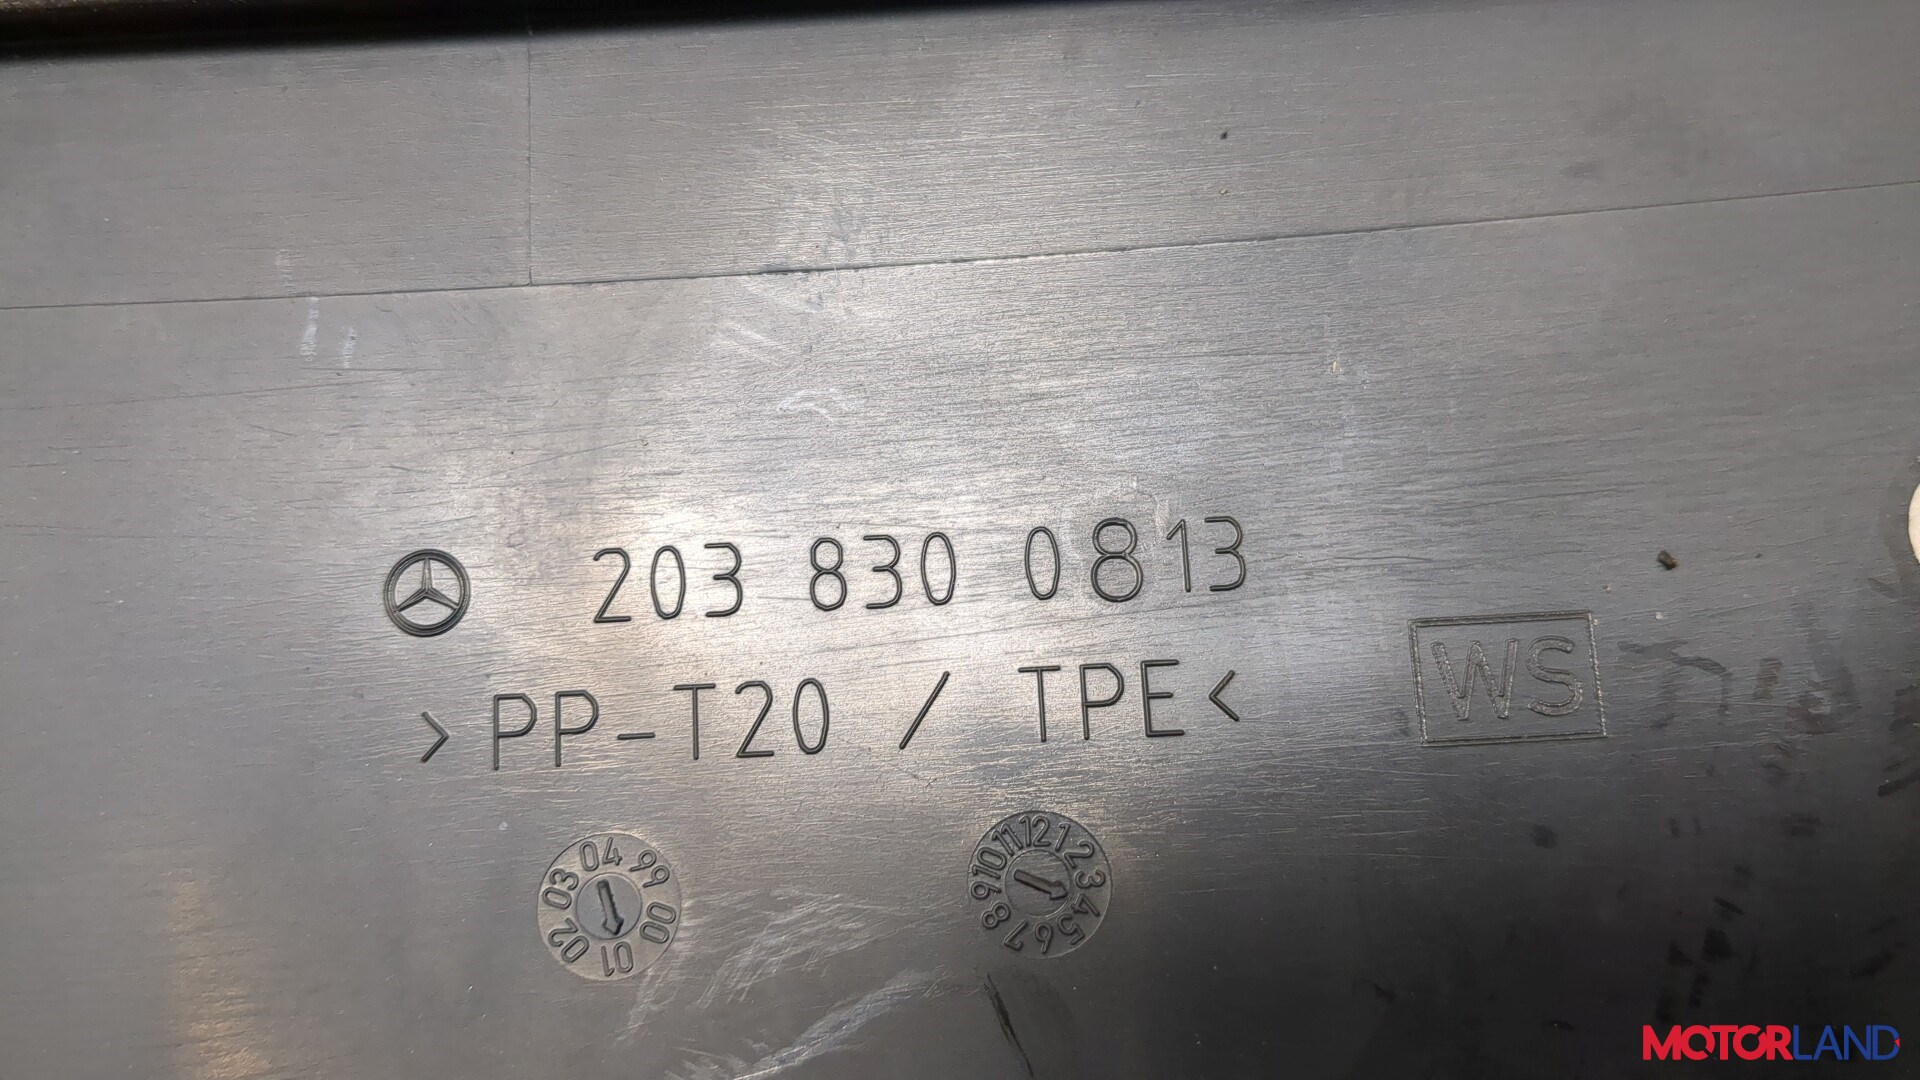 203 830 0813
>PP-T20 / TPE<
WS
04 99 00 01 02 03
12 1 2 3 4 5 6 7 8 9 10 11
MOTORLAND